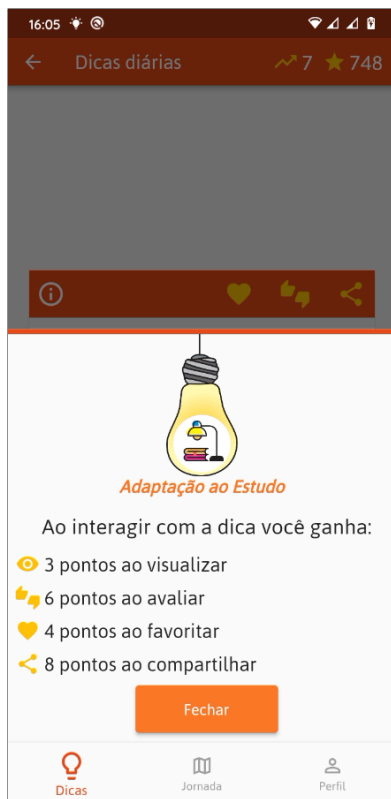 16:05
Dicas diárias 7 748
Adaptação ao Estudo
Ao interagir com a dica você ganha:
3 pontos ao visualizar
6 pontos ao avaliar
4 pontos ao favoritar
8 pontos ao compartilhar
Fechar
Dicas Jornada Perfil